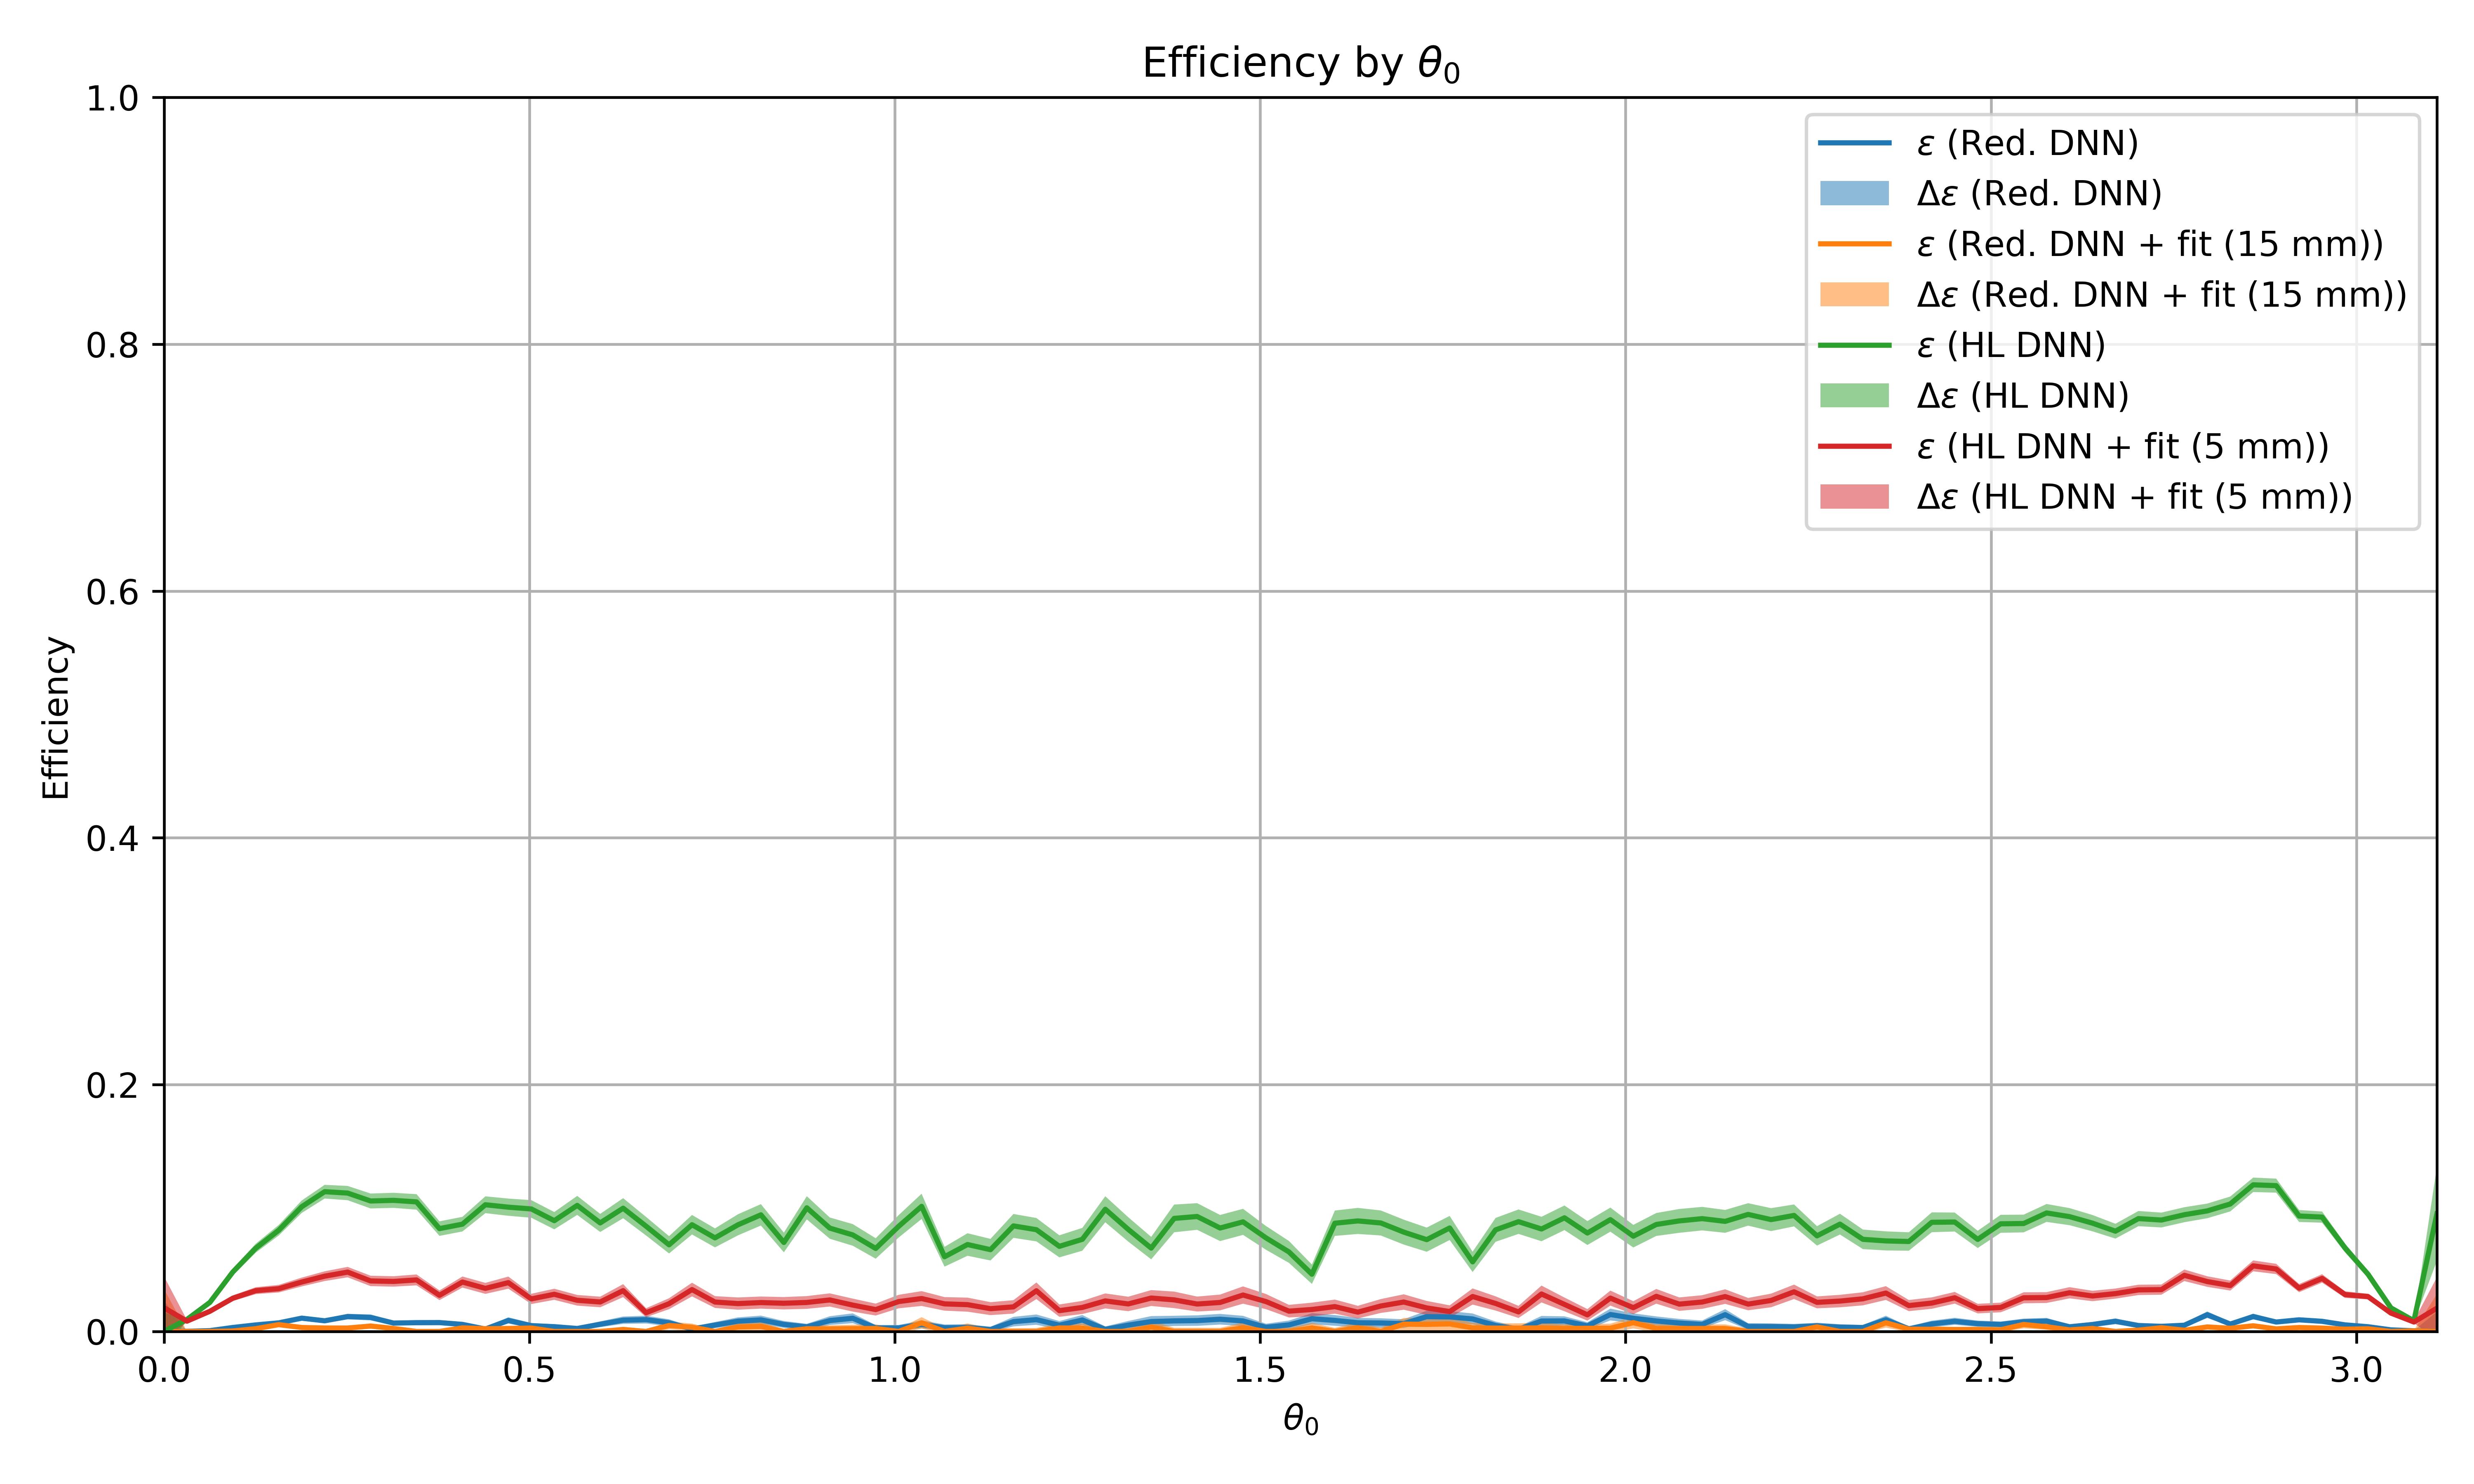 Efficiency by θ₀
1.0
0.8
0.6
0.4
0.2
0.0
Efficiency
ε (Red. DNN)
Δε (Red. DNN)
ε (Red. DNN + fit (15 mm))
Δε (Red. DNN + fit (15 mm))
ε (HL DNN)
Δε (HL DNN)
ε (HL DNN + fit (5 mm))
Δε (HL DNN + fit (5 mm))
0.0 0.5 1.0 1.5 2.0 2.5 3.0
θ₀